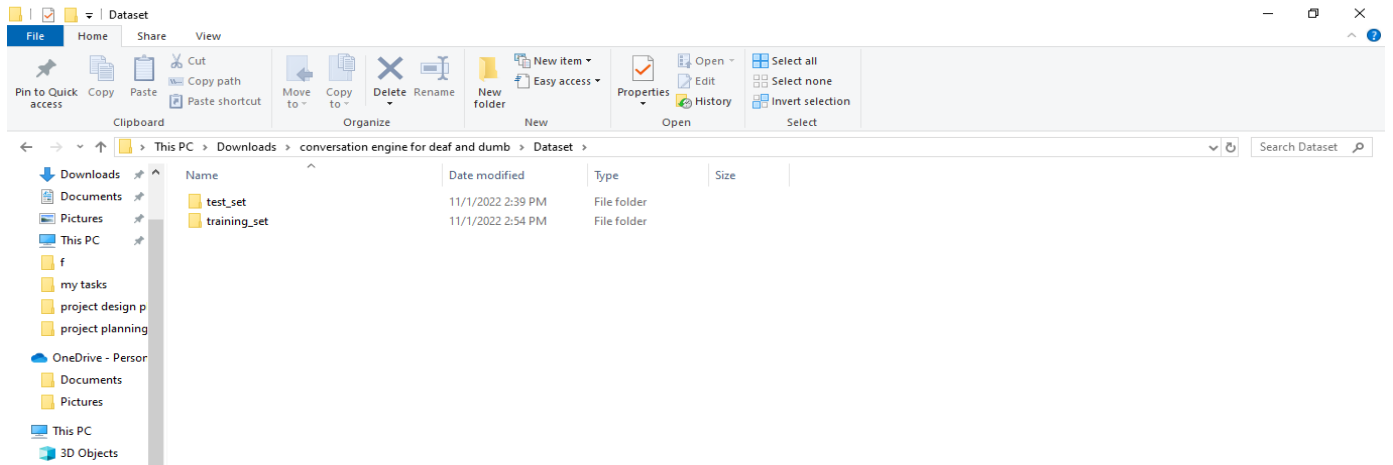 Dataset
File Home Share View
Pin to Quick access
Copy
Paste
Cut
Copy path
Paste shortcut
Clipboard
Move to
Copy to
Delete
Rename
Organize
New folder
New item
Easy access
New
Properties
Open
Edit
History
Open
Select all
Select none
Invert selection
Select
This PC > Downloads > conversation engine for deaf and dumb > Dataset >
Search Dataset
Name Date modified Type Size
test_set 11/1/2022 2:39 PM File folder
training_set 11/1/2022 2:54 PM File folder
Downloads
Documents
Pictures
This PC
f
my tasks
project design p
project planning
OneDrive - Person
Documents
Pictures
This PC
3D Objects